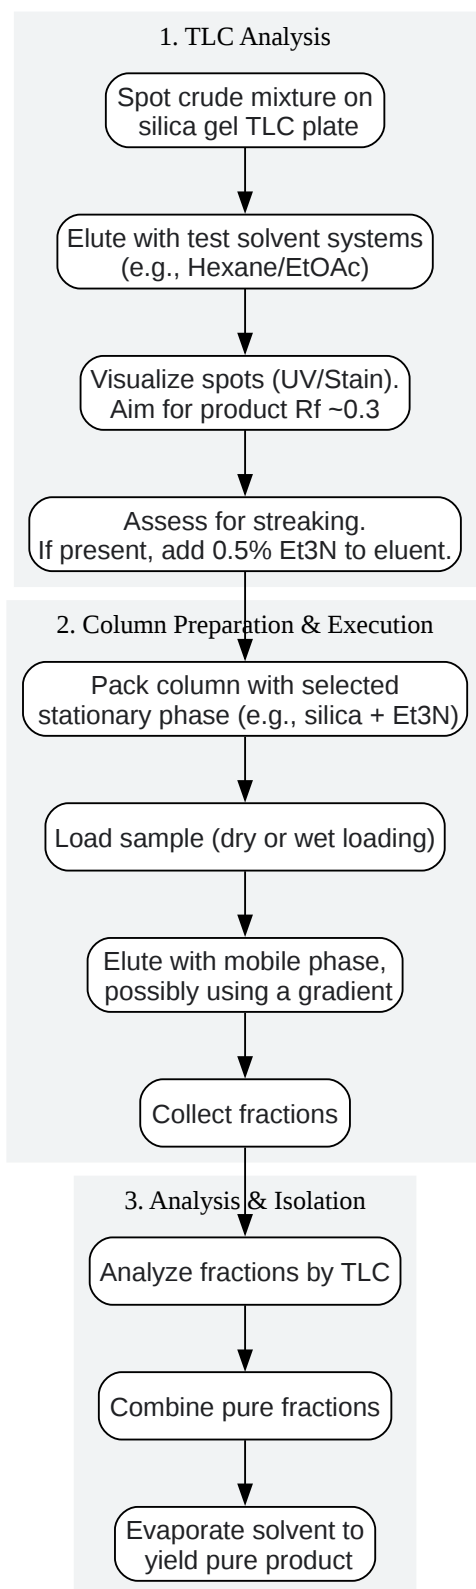 1. TLC Analysis
Spot crude mixture on
silica gel TLC plate
Elute with test solvent systems
(e.g., Hexane/EtOAc)
Visualize spots (UV/Stain).
Aim for product Rf ~0.3
Assess for streaking.
If present, add 0.5% Et3N to eluent.
2. Column Preparation & Execution
Pack column with selected
stationary phase (e.g., silica + Et3N)
Load sample (dry or wet loading)
Elute with mobile phase,
possibly using a gradient
Collect fractions
3. Analysis & Isolation
Analyze fractions by TLC
Combine pure fractions
Evaporate solvent to
yield pure product